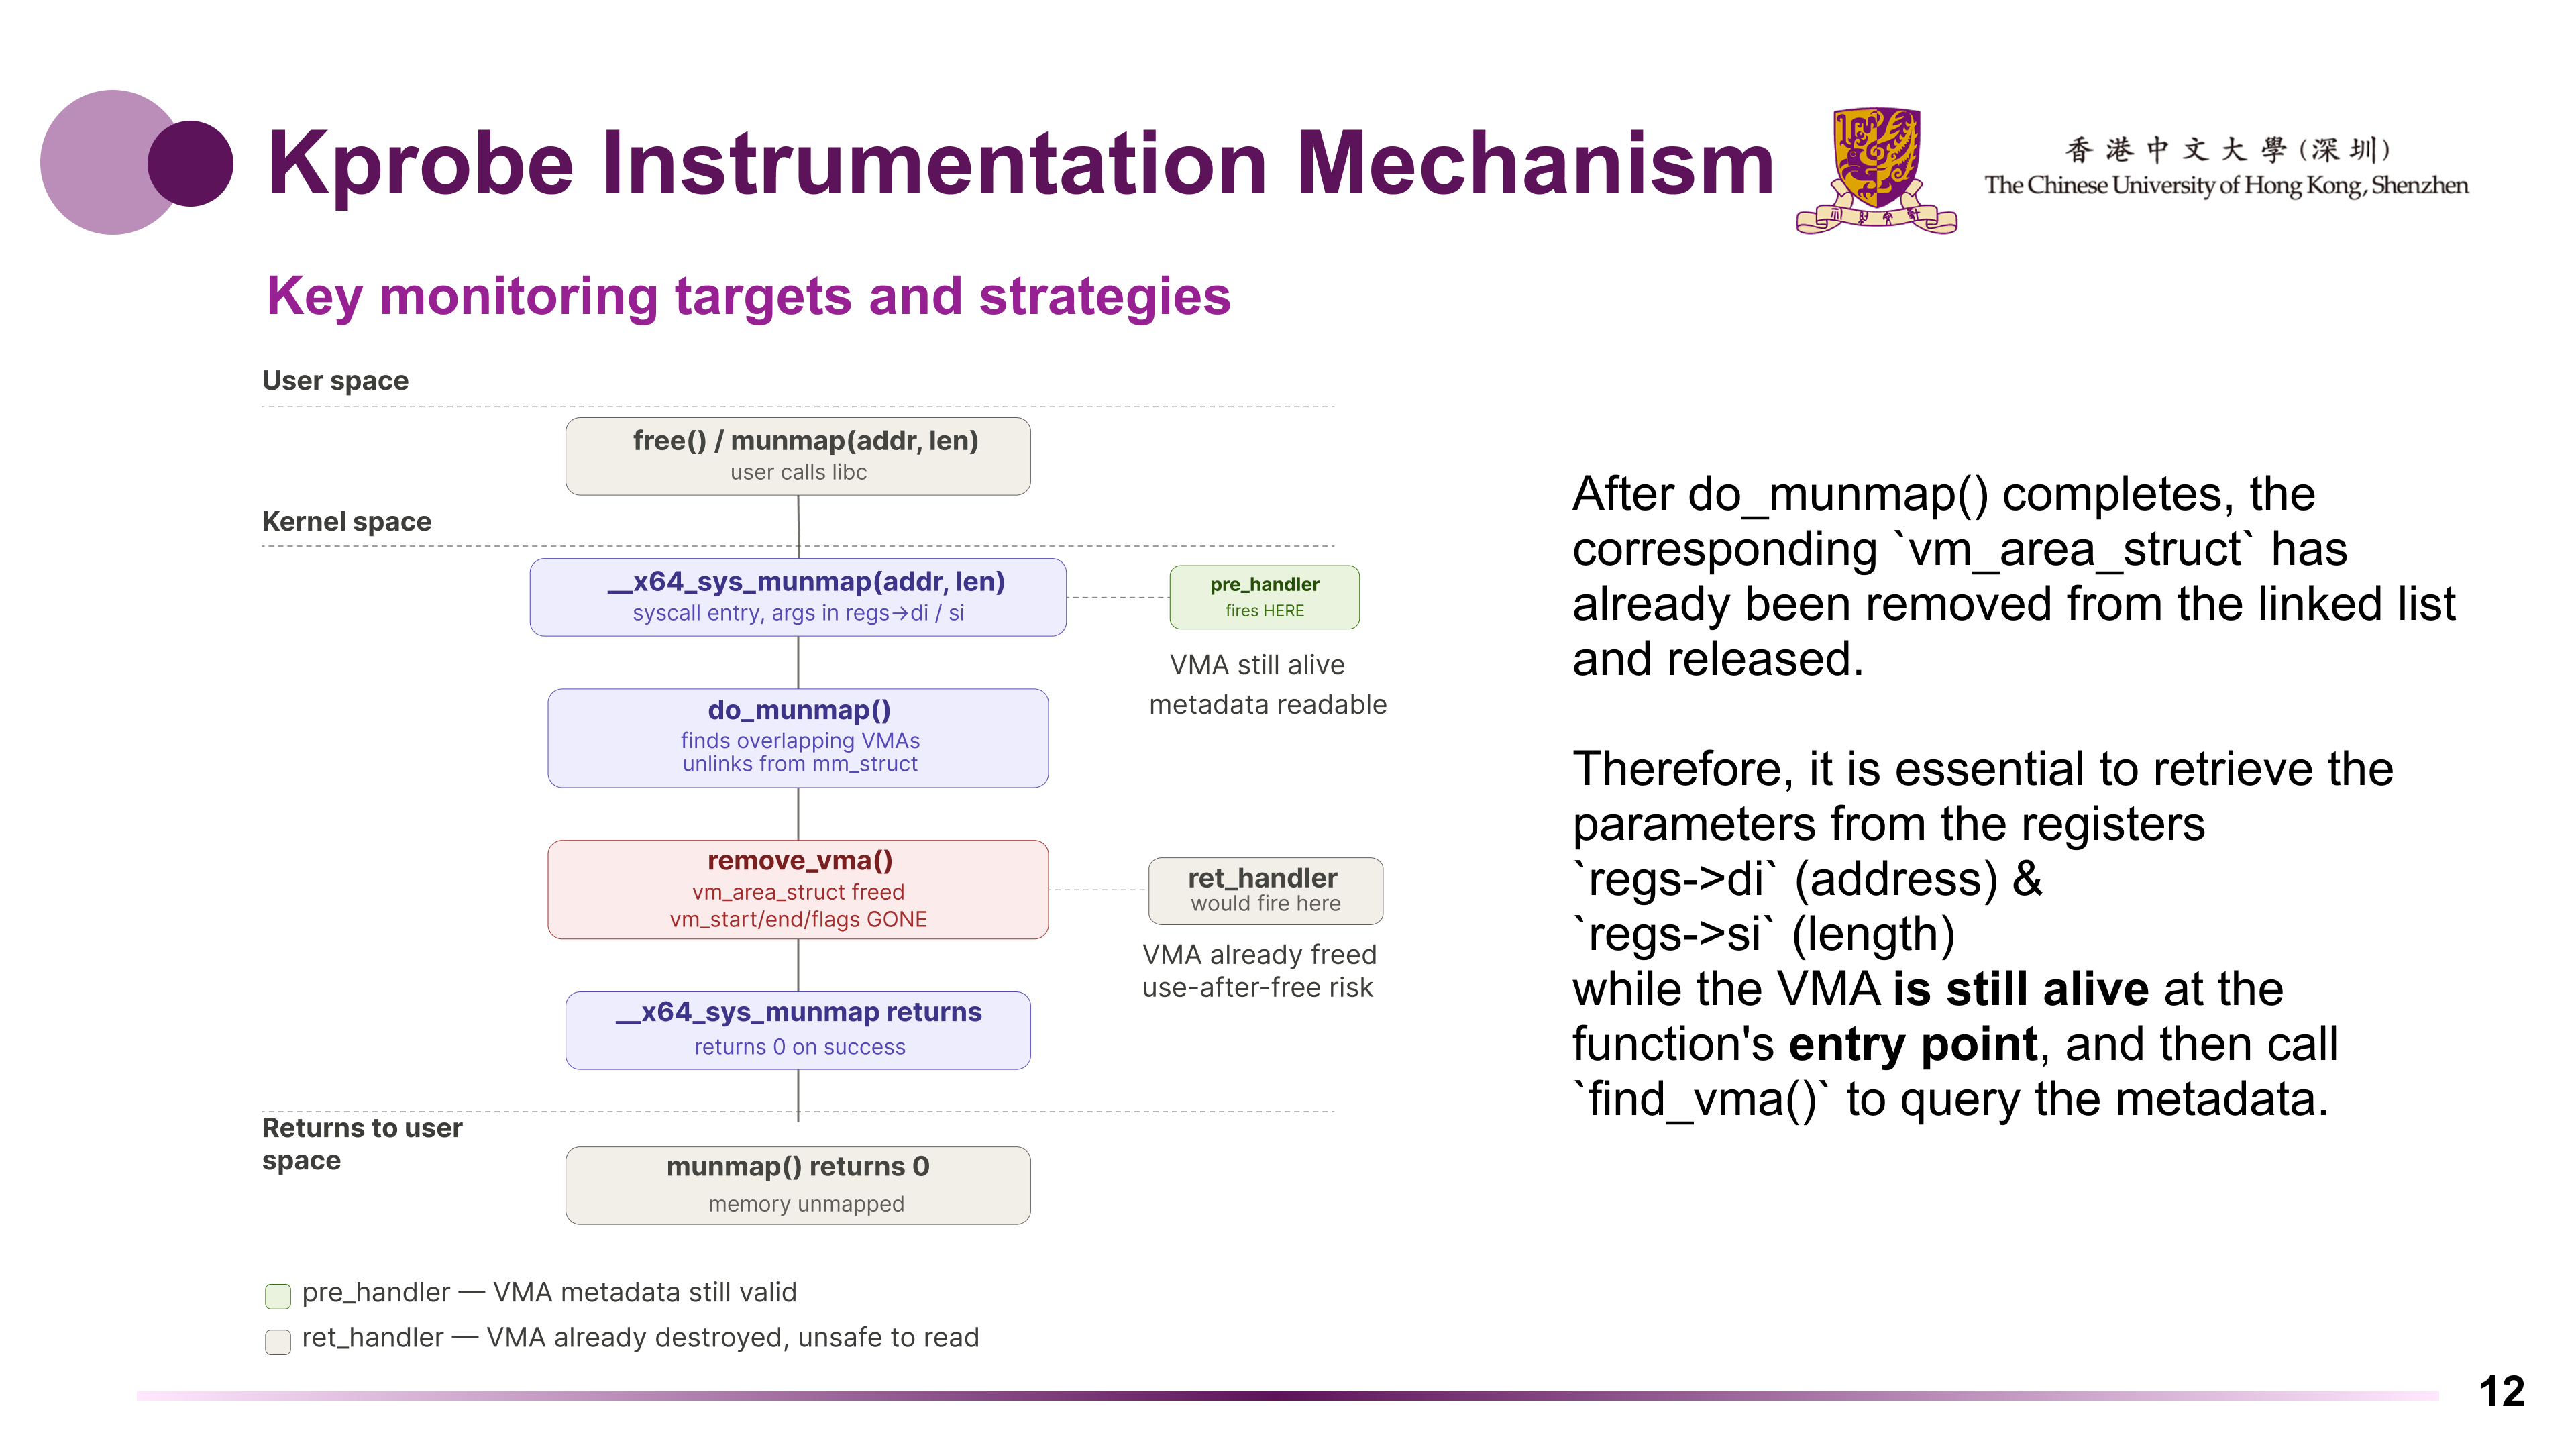 Kprobe Instrumentation Mechanism
香港中文大學(深圳)
The Chinese University of Hong Kong, Shenzhen
Key monitoring targets and strategies
User space
free() / munmap(addr, len)
user calls libc
Kernel space
__x64_sys_munmap(addr, len)
syscall entry, args in regs→di / si
pre_handler
fires HERE
VMA still alive
metadata readable
do_munmap()
finds overlapping VMAs
unlinks from mm_struct
remove_vma()
vm_area_struct freed
vm_start/end/flags GONE
ret_handler
would fire here
VMA already freed
use-after-free risk
__x64_sys_munmap returns
returns 0 on success
Returns to user
space
munmap() returns 0
memory unmapped
pre_handler — VMA metadata still valid
ret_handler — VMA already destroyed, unsafe to read
After do_munmap() completes, the
corresponding `vm_area_struct` has
already been removed from the linked list
and released.
Therefore, it is essential to retrieve the
parameters from the registers
`regs->di` (address) &
`regs->si` (length)
while the VMA is still alive at the
function's entry point, and then call
`find_vma()` to query the metadata.
12